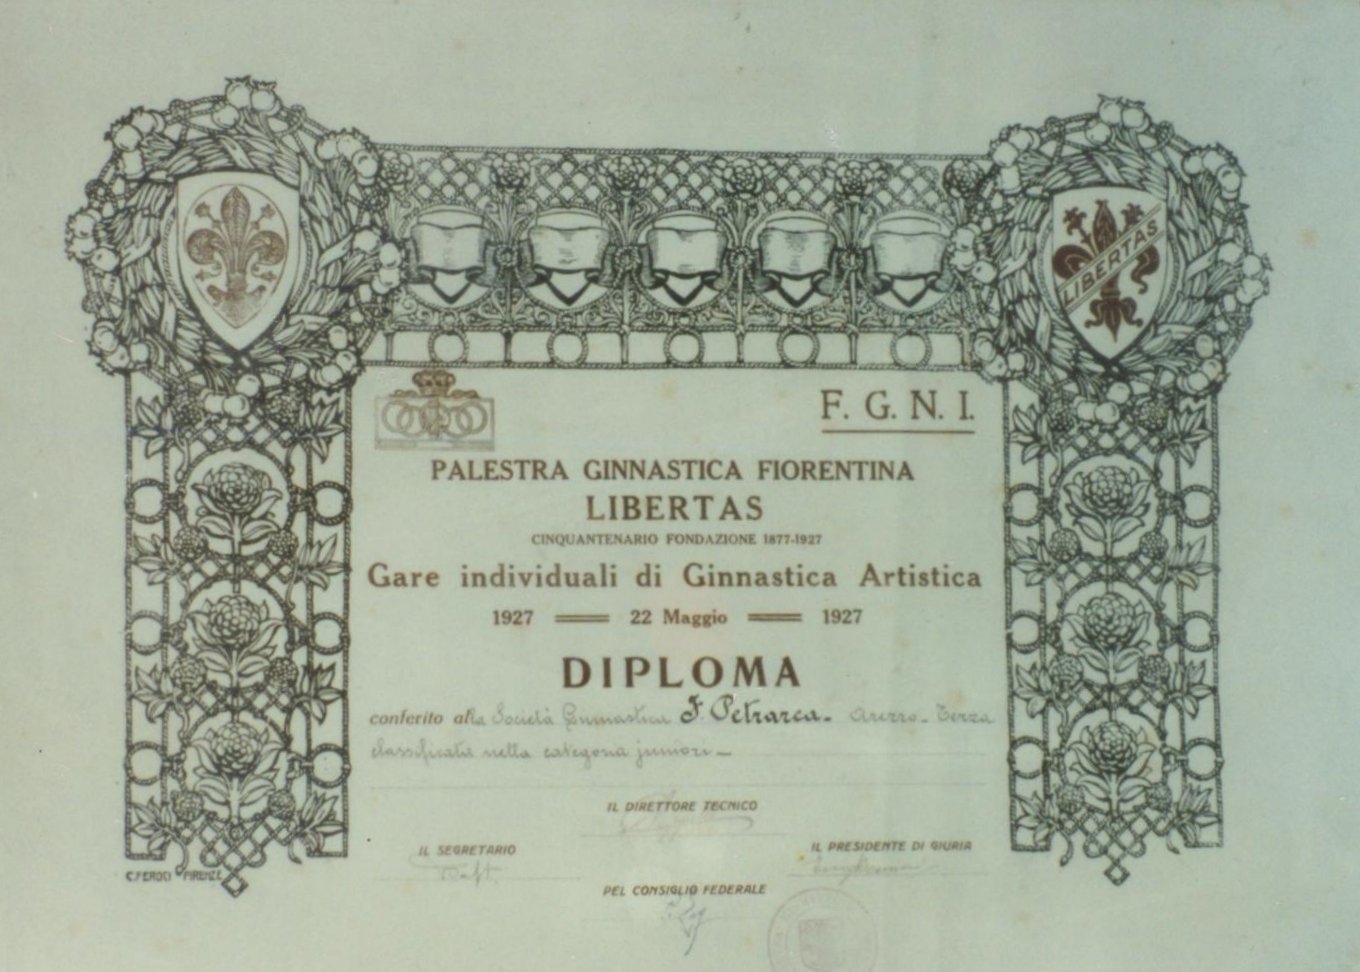 LIBERTAS
F. G. N. I.
PALESTRA GINNASTICA FIORENTINA
LIBERTAS
CINQUANTENARIO FONDAZIONE 1877-1927
Gare individuali di Ginnastica Artistica
1927 22 Maggio 1927
DIPLOMA
conferito alla Società Ginnastica F. Petrarca - Arezzo - Terza
classificata nella categoria juniori -
IL DIRETTORE TECNICO
IL SEGRETARIO IL PRESIDENTE DI GIURIA
C. FEROCI FIRENZE
PEL CONSIGLIO FEDERALE